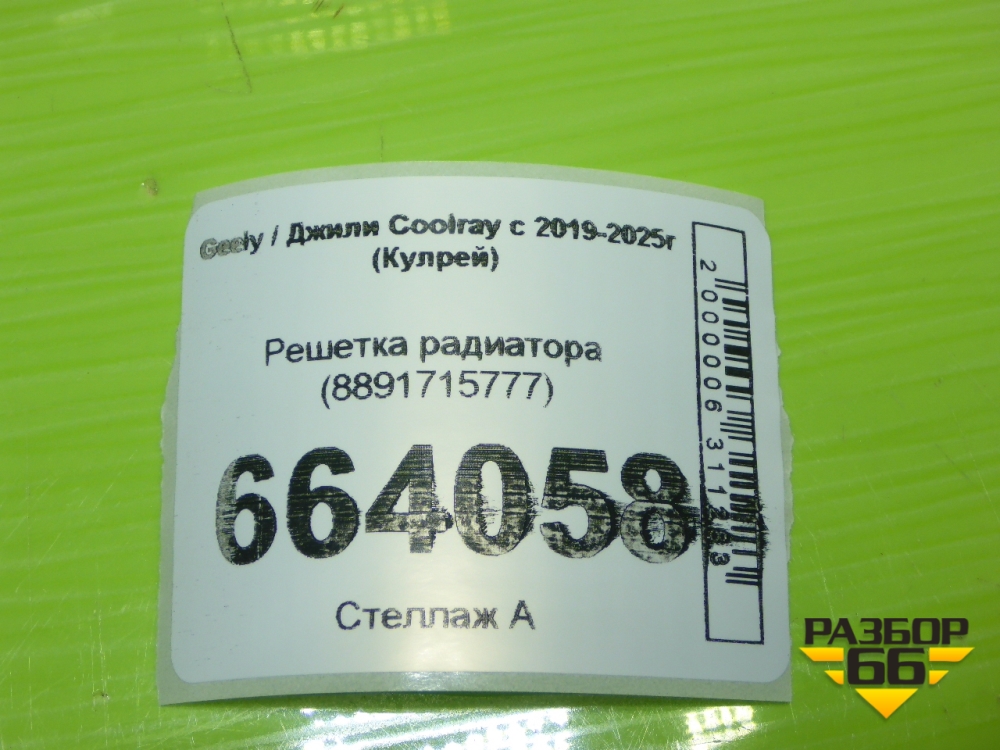 Geely / Джили Coolray с 2019-2025г
(Кулрей)
Решетка радиатора
(8891715777)
664058
Стеллаж А
РАЗБОР
66